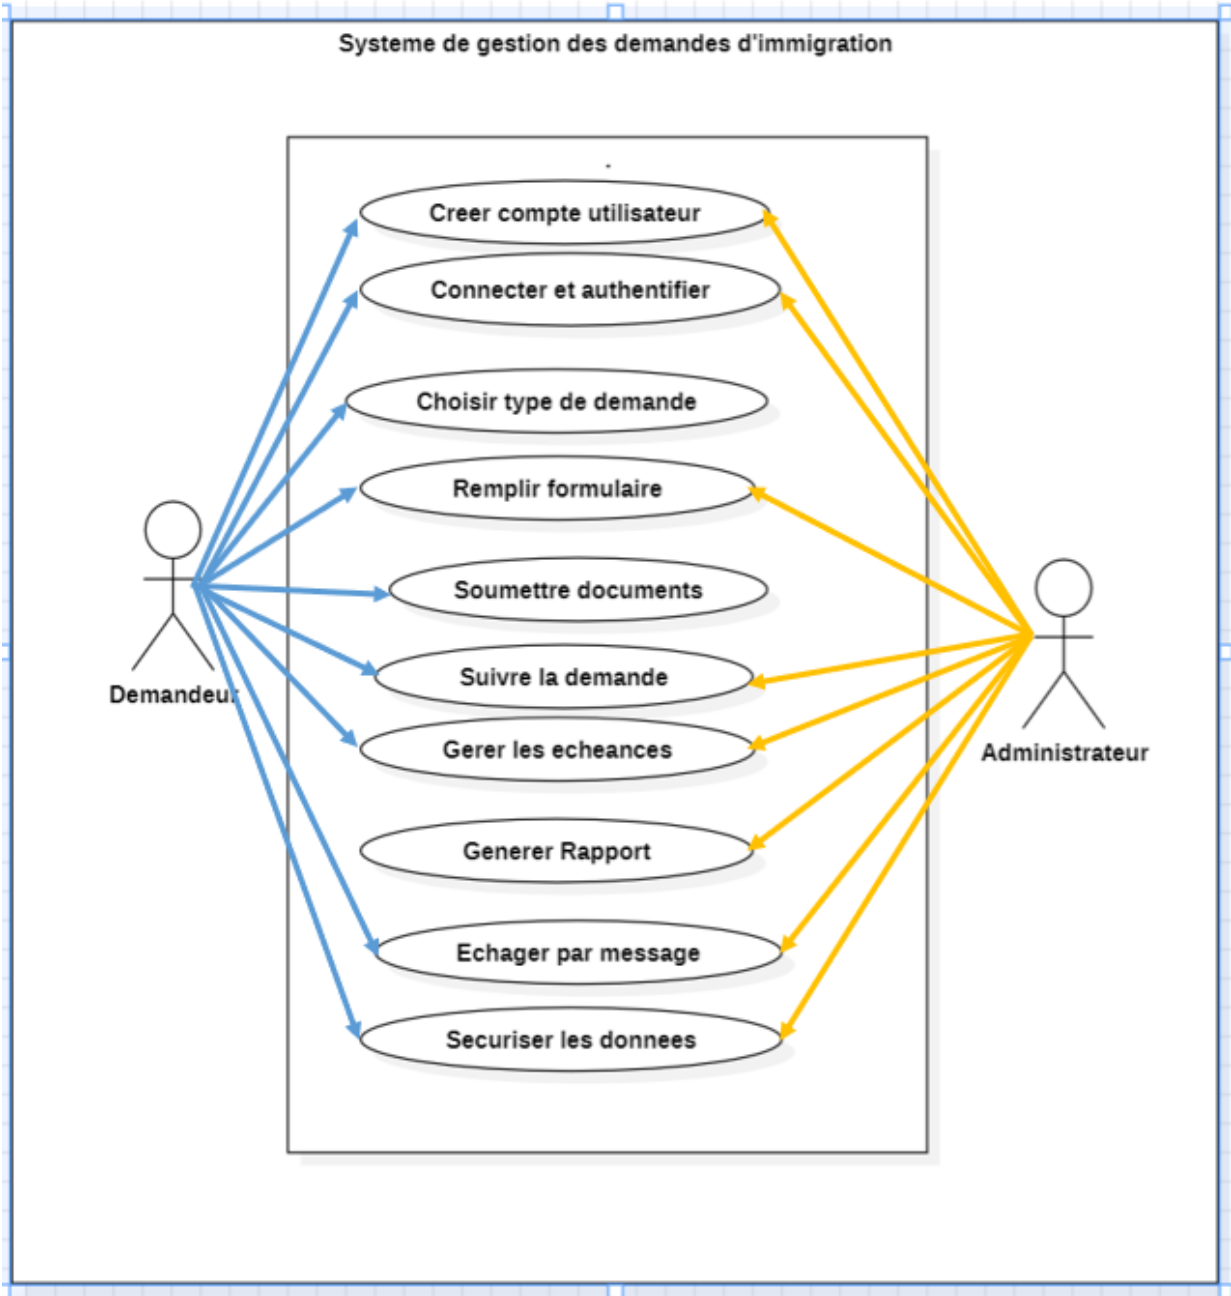 Systeme de gestion des demandes d'immigration
Creer compte utilisateur
Connecter et authentifier
Choisir type de demande
Remplir formulaire
Soumettre documents
Suivre la demande
Demandeur
Gerer les echeances
Administrateur
Generer Rapport
Echager par message
Securiser les donnees